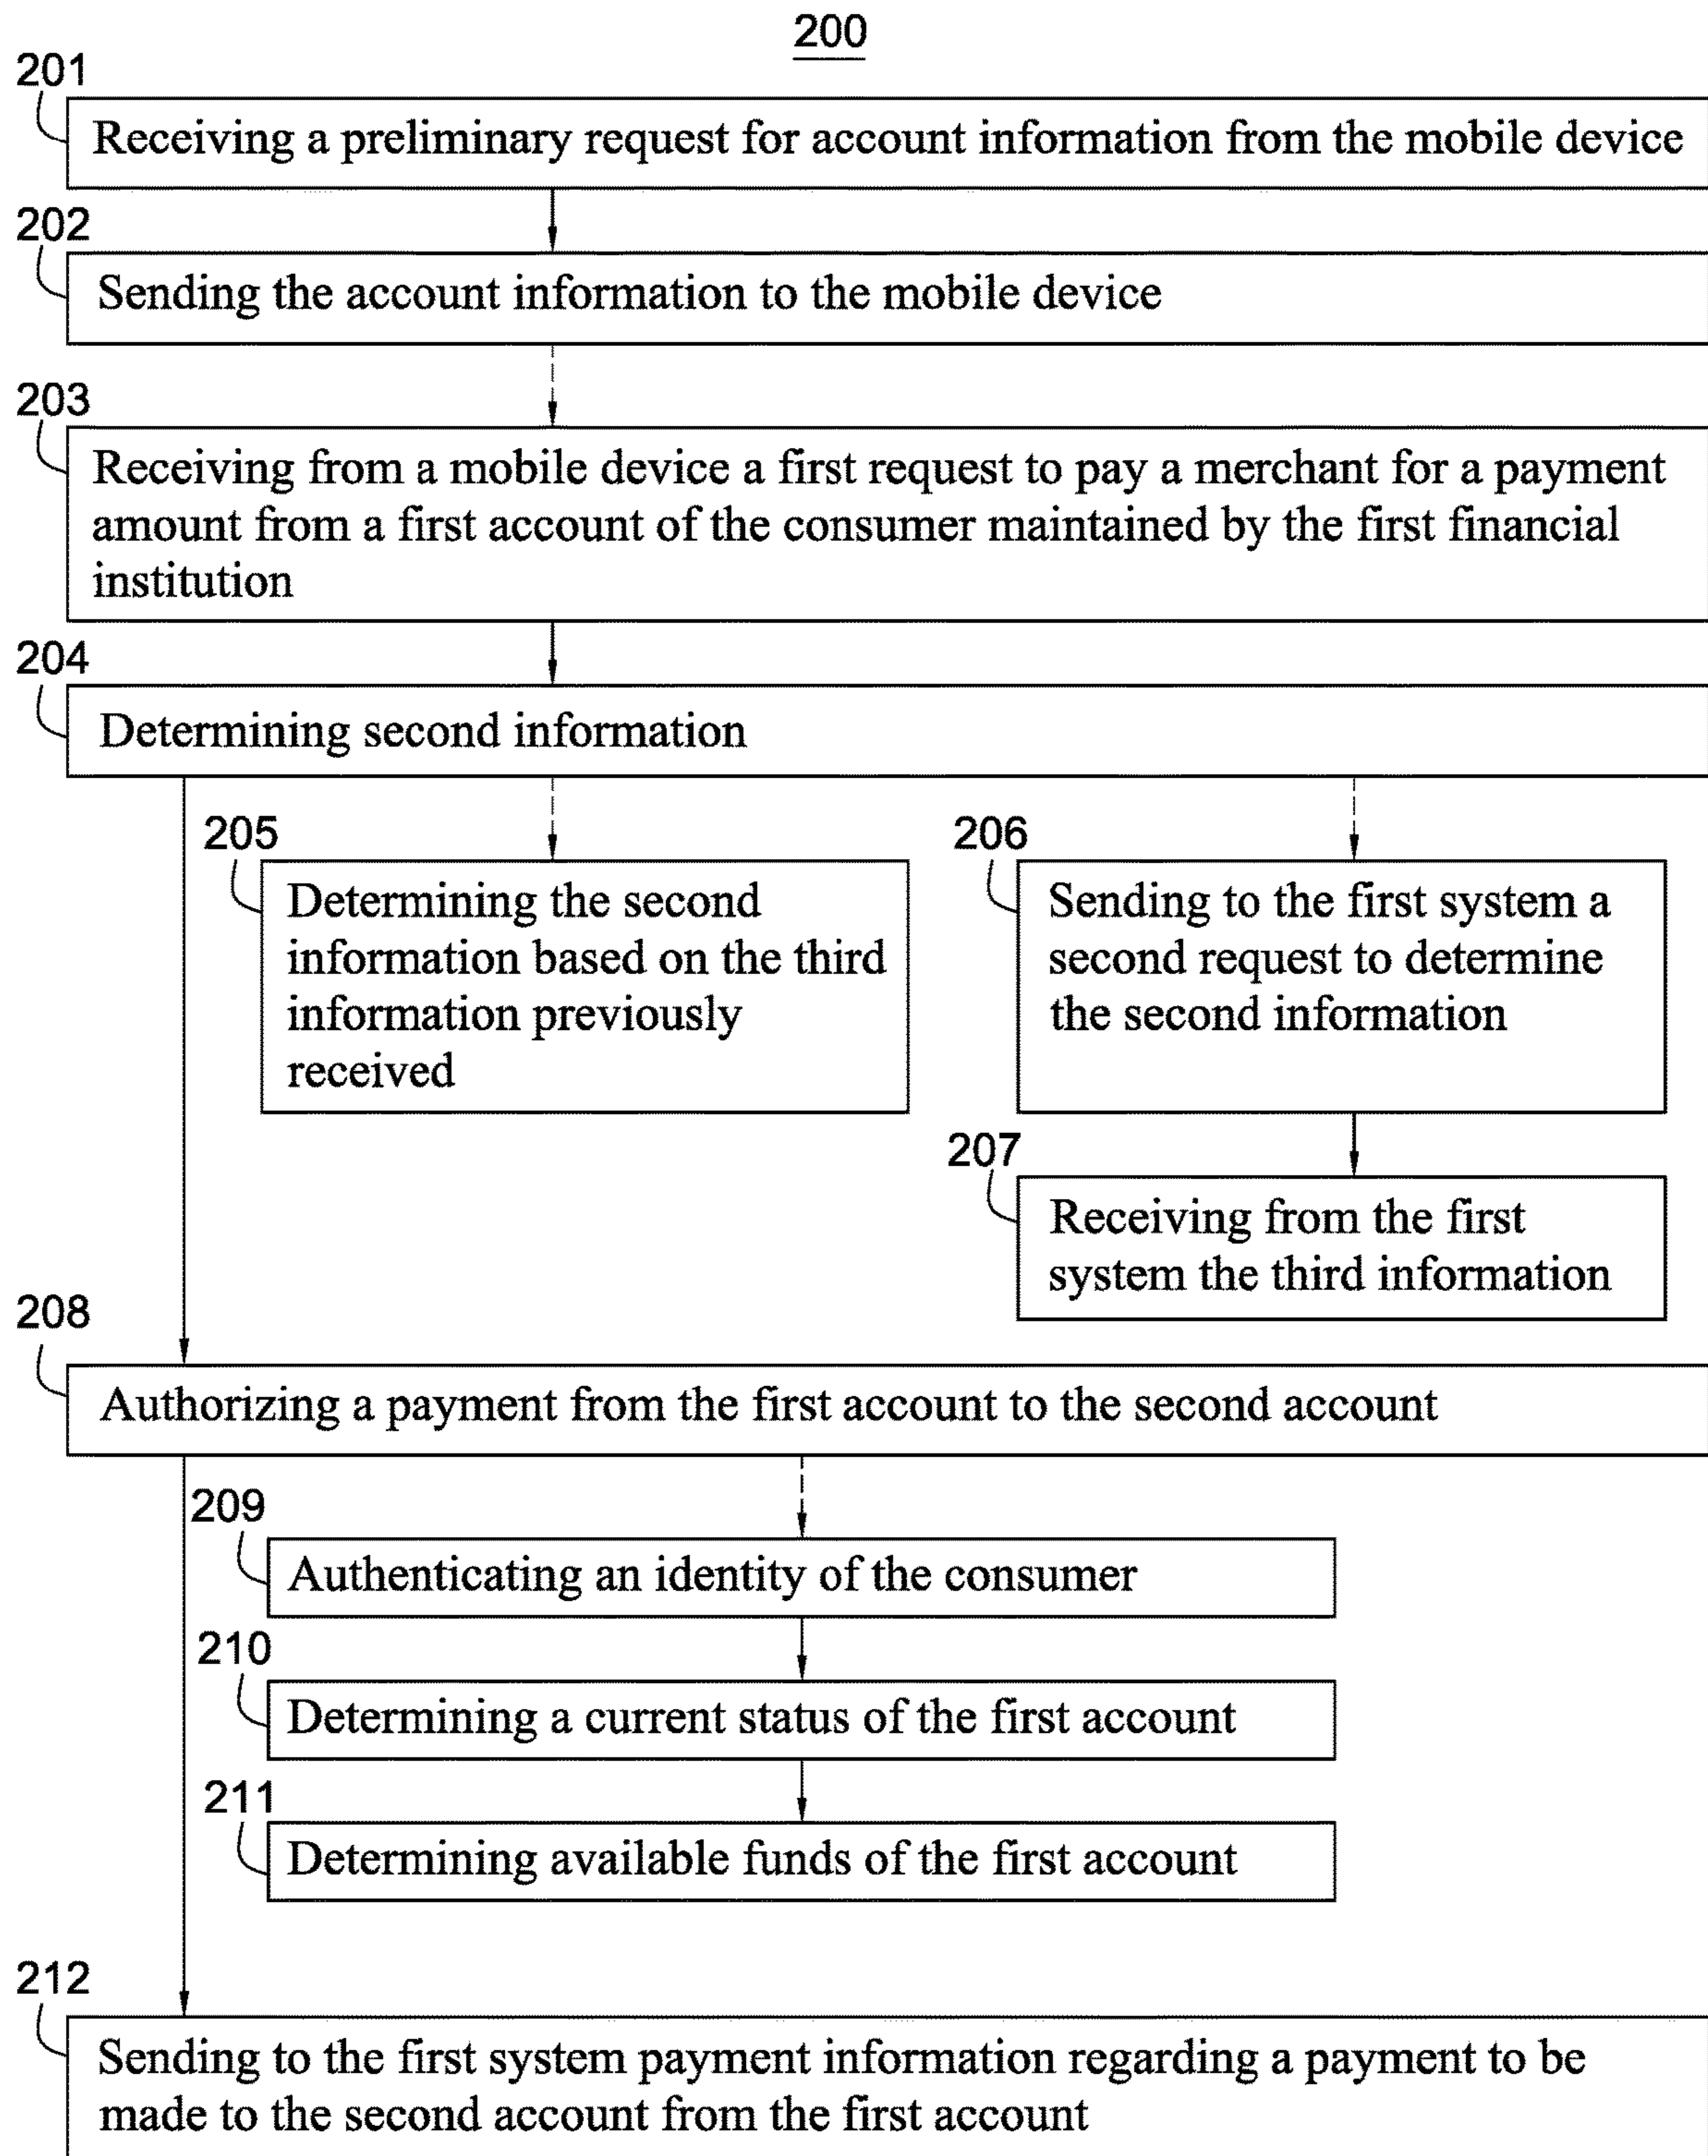 200
201
Receiving a preliminary request for account information from the mobile device
202
Sending the account information to the mobile device
203
Receiving from a mobile device a first request to pay a merchant for a payment
amount from a first account of the consumer maintained by the first financial
institution
204
Determining second information
205
Determining the second
information based on the third
information previously
received
206
Sending to the first system a
second request to determine
the second information
207
Receiving from the first
system the third information
208
Authorizing a payment from the first account to the second account
209
Authenticating an identity of the consumer
210
Determining a current status of the first account
211
Determining available funds of the first account
212
Sending to the first system payment information regarding a payment to be
made to the second account from the first account